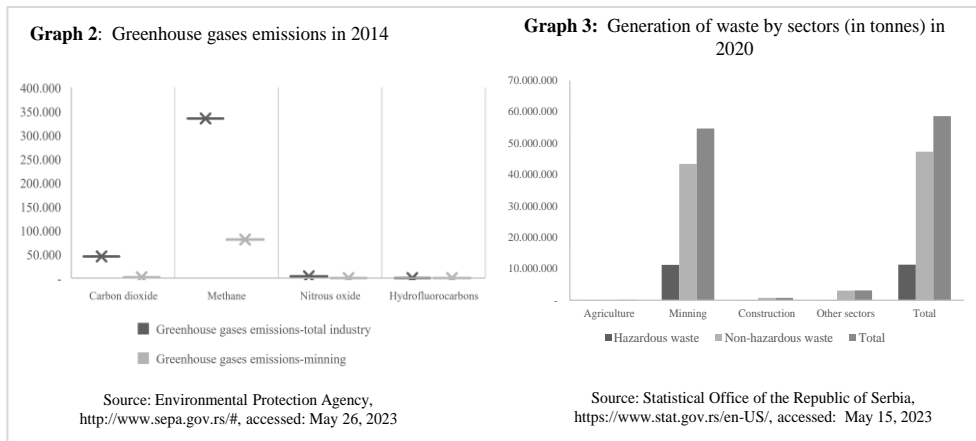 Graph 2: Greenhouse gases emissions in 2014
400.000
350.000
300.000
250.000
200.000
150.000
100.000
50.000
-
Carbon dioxide Methane Nitrous oxide Hydrofluorocarbons
Greenhouse gases emissions-total industry
Greenhouse gases emissions-minning
Source: Environmental Protection Agency,
http://www.sepa.gov.rs/#, accessed: May 26, 2023
Graph 3: Generation of waste by sectors (in tonnes) in
2020
70.000.000
60.000.000
50.000.000
40.000.000
30.000.000
20.000.000
10.000.000
-
Agriculture Minning Construction Other sectors Total
Hazardous waste Non-hazardous waste Total
Source: Statistical Office of the Republic of Serbia,
https://www.stat.gov.rs/en-US/, accessed: May 15, 2023